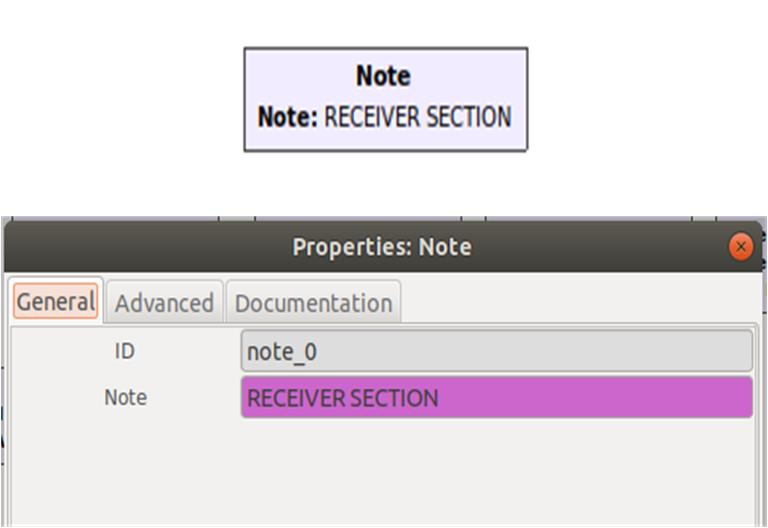 Note
Note: RECEIVER SECTION
Properties: Note
General Advanced Documentation
ID note_0
Note RECEIVER SECTION